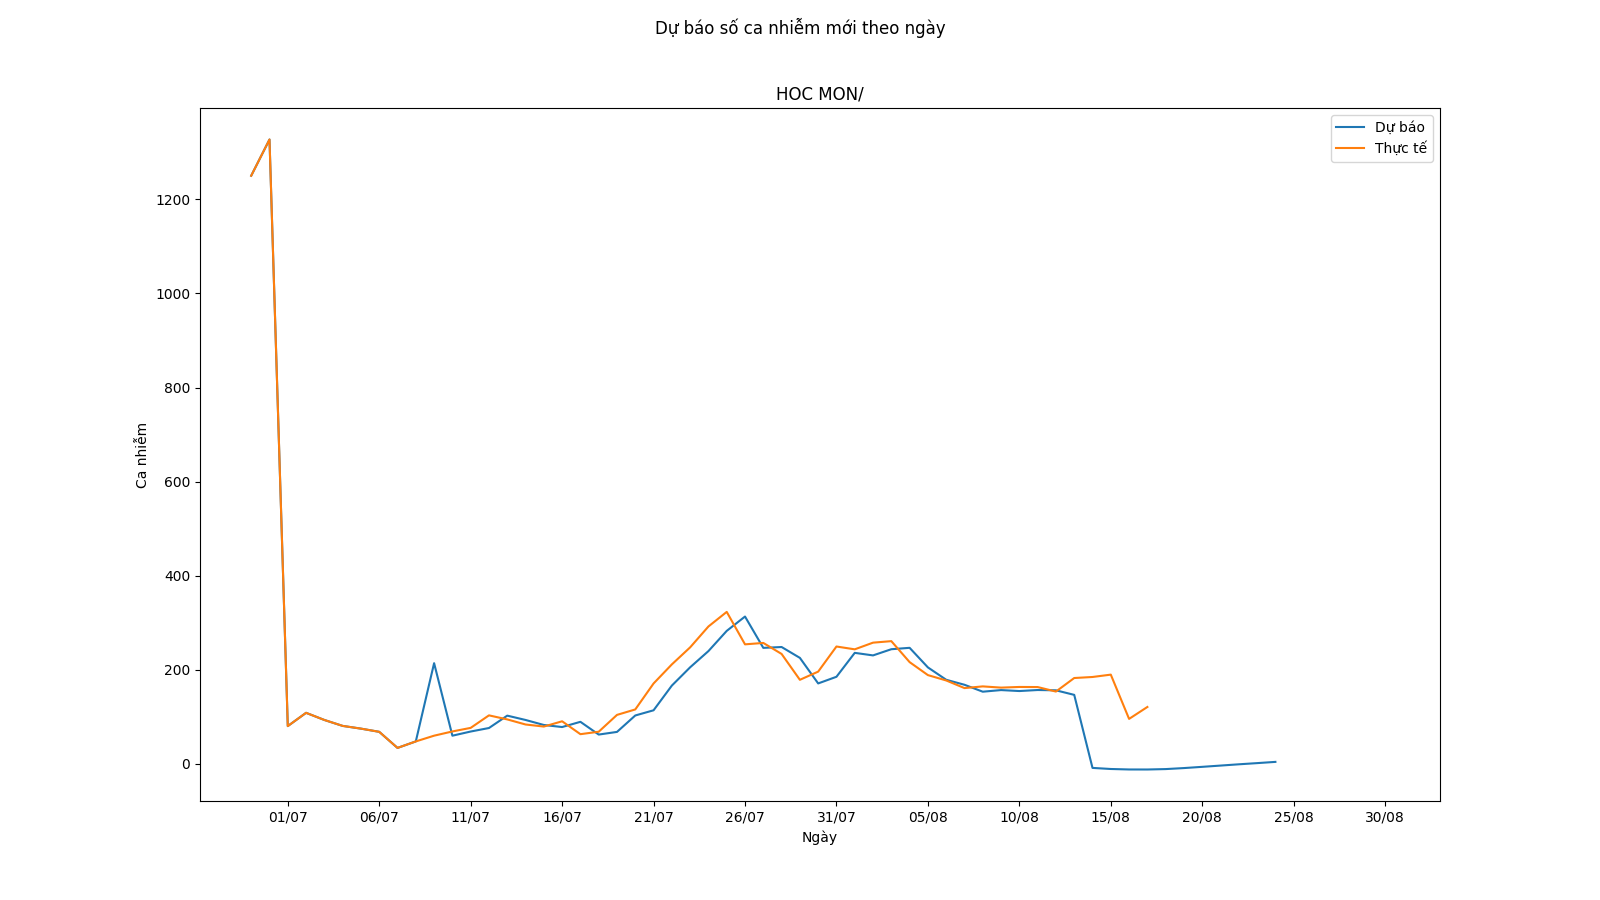 Dự báo số ca nhiễm mới theo ngày
HOC MON/
Dự báo
Thực tế
1200
1000
800
600
400
200
0
Ca nhiễm
01/07 06/07 11/07 16/07 21/07 26/07 31/07 05/08 10/08 15/08 20/08 25/08 30/08
Ngày